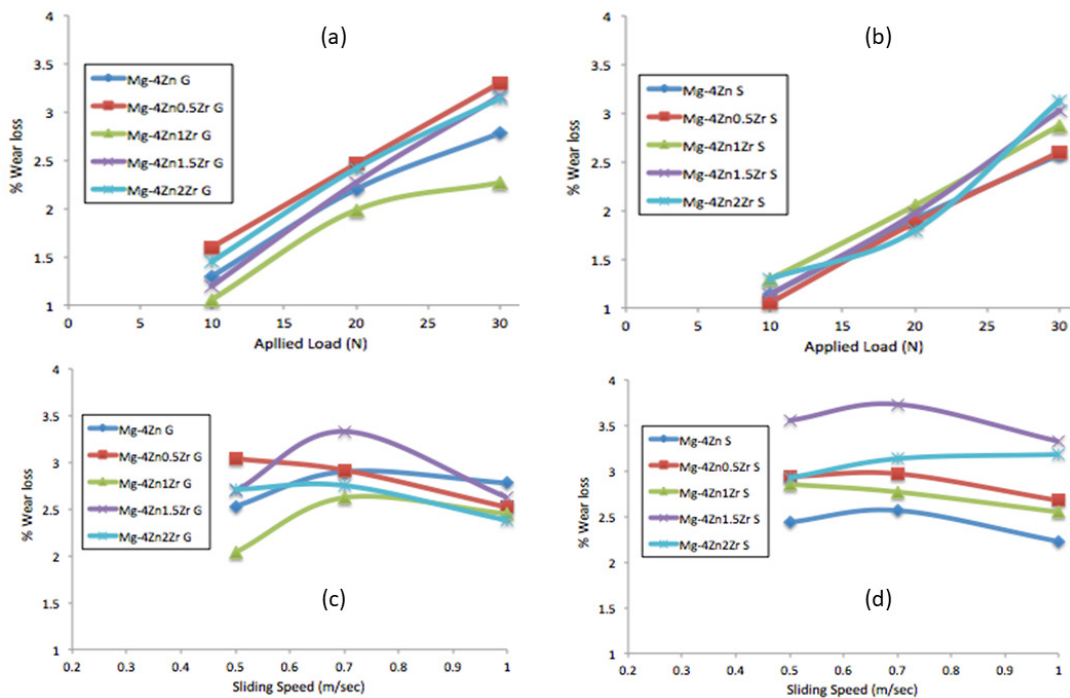 (a)
4
3.5
3
2.5
2
1.5
1
% Wear loss
Mg-4Zn G
Mg-4Zn0.5Zr G
Mg-4Zn1Zr G
Mg-4Zn1.5Zr G
Mg-4Zn2Zr G
0 5 10 15 20 25 30
Apllied Load (N)
(b)
4
3.5
3
2.5
2
1.5
1
% Wear loss
Mg-4Zn S
Mg-4Zn0.5Zr S
Mg-4Zn1Zr S
Mg-4Zn1.5Zr S
Mg-4Zn2Zr S
0 5 10 15 20 25 30
Applied Load (N)
4
3.5
3
2.5
2
1.5
1
% Wear loss
Mg-4Zn G
Mg-4Zn0.5Zr G
Mg-4Zn1Zr G
Mg-4Zn1.5Zr G
Mg-4Zn2Zr G
(c)
0.2 0.3 0.4 0.5 0.6 0.7 0.8 0.9 1
Sliding Speed (m/sec)
4
3.5
3
2.5
2
1.5
1
% Wear loss
Mg-4Zn S
Mg-4Zn0.5Zr S
Mg-4Zn1Zr S
Mg-4Zn1.5Zr S
Mg-4Zn2Zr S
(d)
0.2 0.3 0.4 0.5 0.6 0.7 0.8 0.9 1
Sliding Speed (m/sec)